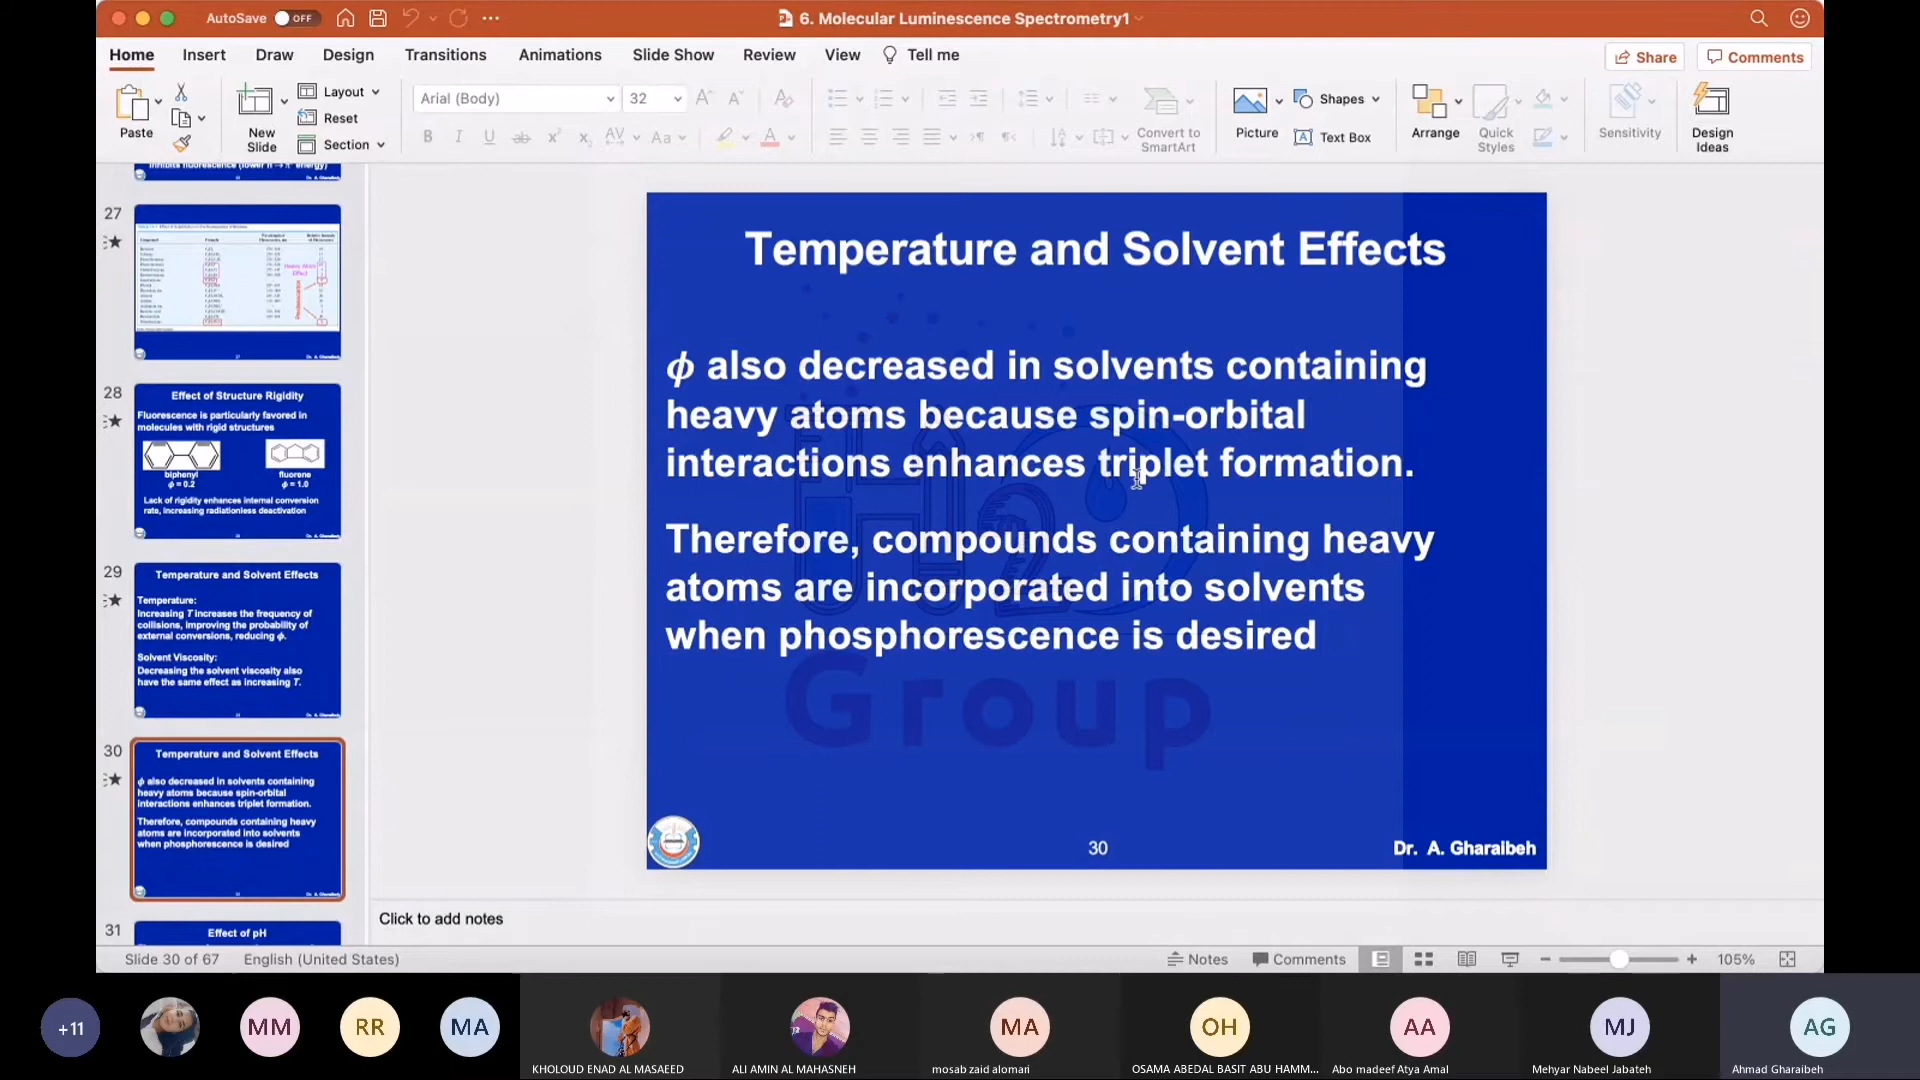 AutoSave OFF
6. Molecular Luminescence Spectrometry1
Home Insert Draw Design Transitions Animations Slide Show Review View Tell me
Share Comments
Paste
New Slide
Layout
Reset
Section
Arial (Body) 32
Convert to SmartArt
Picture
Shapes
Text Box
Arrange
Quick Styles
Sensitivity
Design Ideas
27
28
Effect of Structure Rigidity
Fluorescence is particularly favored in
molecules with rigid structures
biphenyl
ϕ = 0.2
fluorene
ϕ = 1.0
Lack of rigidity enhances internal conversion
rate, increasing radiationless deactivation
29
Temperature and Solvent Effects
Temperature:
Increasing T increases the frequency of
collisions, improving the probability of
external conversions, reducing ϕ.
Solvent Viscosity:
Decreasing the solvent viscosity also
have the same effect as increasing T.
30
Temperature and Solvent Effects
ϕ also decreased in solvents containing
heavy atoms because spin-orbital
interactions enhances triplet formation.
Therefore, compounds containing heavy
atoms are incorporated into solvents
when phosphorescence is desired
31
Effect of pH
Temperature and Solvent Effects
ϕ also decreased in solvents containing
heavy atoms because spin-orbital
interactions enhances triplet formation.
Therefore, compounds containing heavy
atoms are incorporated into solvents
when phosphorescence is desired
H2O
Group
30
Dr. A. Gharaibeh
Click to add notes
Slide 30 of 67 English (United States)
Notes Comments 105%
+11 MM RR MA MA OH AA MJ AG
KHOLOUD ENAD AL MASAEED
ALI AMIN AL MAHASNEH
mosab zaid alomari
OSAMA ABEDAL BASIT ABU HAMM...
Abo madeef Atya Amal
Mehyar Nabeel Jabateh
Ahmad Gharaibeh